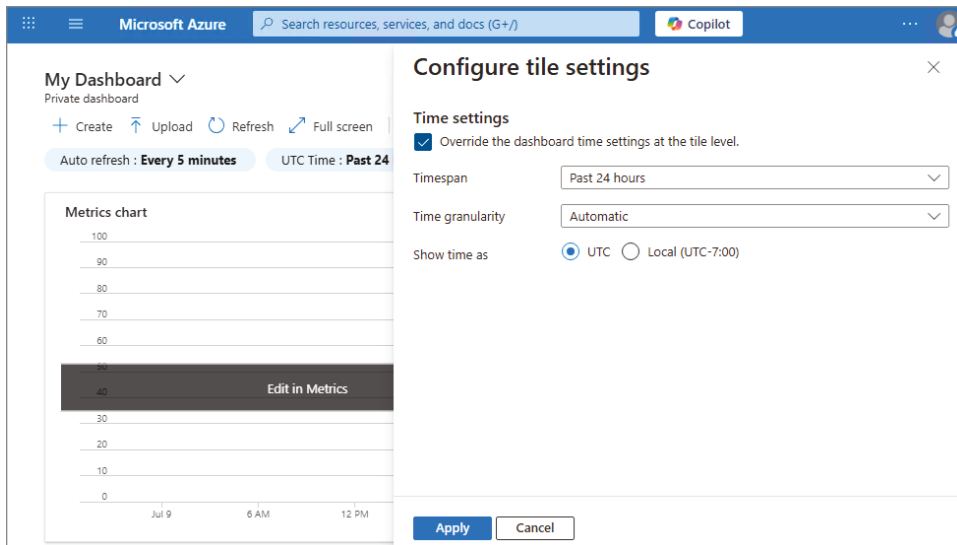 Microsoft Azure
Search resources, services, and docs (G+/)
Copilot
...
My Dashboard
Private dashboard
Create Upload Refresh Full screen
Auto refresh : Every 5 minutes
UTC Time : Past 24
Metrics chart
100
90
80
70
60
50
40
Edit in Metrics
30
20
10
0
Jul 9 6 AM 12 PM
Configure tile settings
Time settings
Override the dashboard time settings at the tile level.
Timespan Past 24 hours
Time granularity Automatic
Show time as UTC Local (UTC-7:00)
Apply Cancel